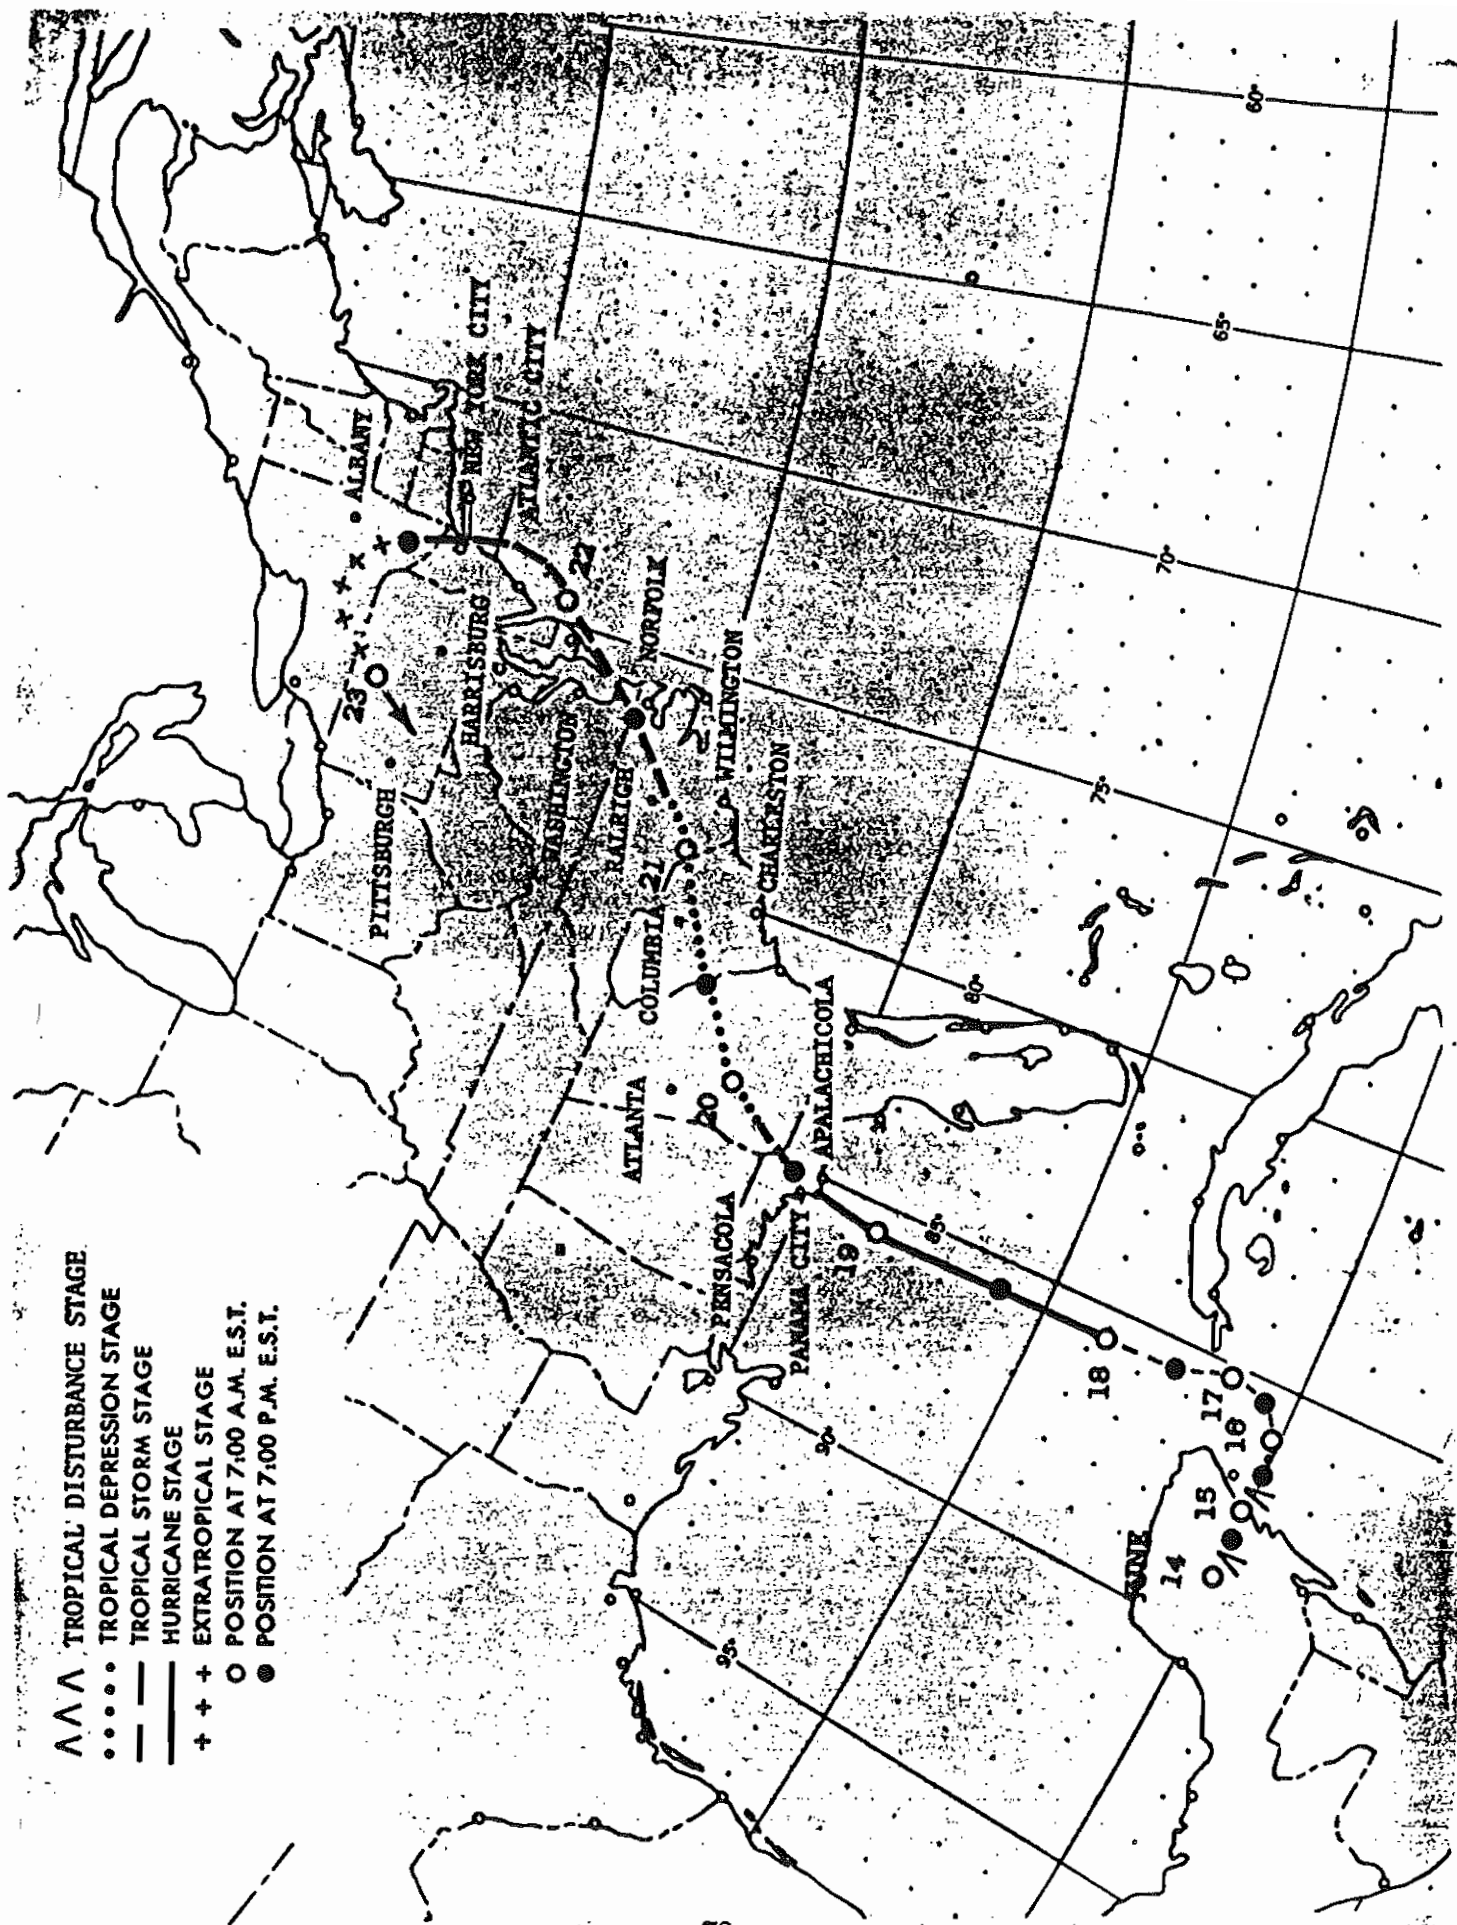 ∧∧∧ TROPICAL DISTURBANCE STAGE
•••• TROPICAL DEPRESSION STAGE
— — TROPICAL STORM STAGE
—— HURRICANE STAGE
+ + + EXTRATROPICAL STAGE
O POSITION AT 7:00 A.M. E.S.T.
● POSITION AT 7:00 P.M. E.S.T.
ALBANY
NEW YORK CITY
ATLANTIC CITY
23
22
PITTSBURGH
HARRISBURG
WASHINGTON
NORFOLK
RALEIGH
WILMINGTON
21
COLUMBIA
CHARLESTON
ATLANTA
20
APALACHICOLA
PENSACOLA
PANAMA CITY
19
18
17
16
15
14
JUNE
95°
90°
85°
80°
75°
70°
65°
60°